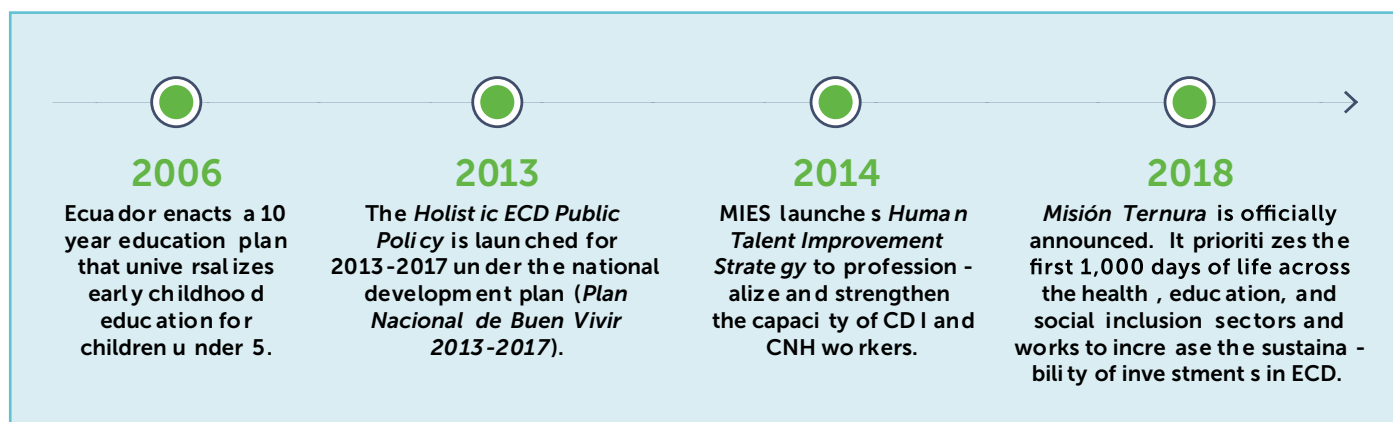 2006
Ecuador enacts a 10
year education plan
that universalizes
early childhood
education for
children under 5.
2013
The Holistic ECD Public
Policy is launched for
2013-2017 under the national
development plan (Plan
Nacional de Buen Vivir
2013-2017).
2014
MIES launches Human
Talent Improvement
Strategy to profession -
alize and strengthen
the capacity of CDI and
CNH workers.
2018
Misión Ternura is officially
announced. It prioritizes the
first 1,000 days of life across
the health, education, and
social inclusion sectors and
works to increase the sustaina -
bility of investments in ECD.